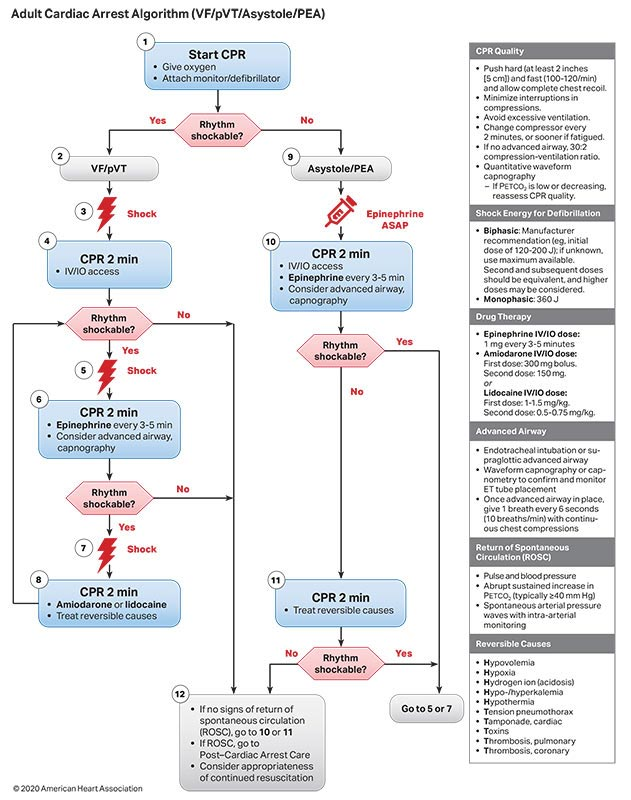 Adult Cardiac Arrest Algorithm (VF/pVT/Asystole/PEA)
1
Start CPR
• Give oxygen
• Attach monitor/defibrillator
Yes
Rhythm
shockable?
No
2
VF/pVT
3
Shock
4
CPR 2 min
• IV/IO access
Rhythm
shockable?
No
Yes
5
Shock
6
CPR 2 min
• Epinephrine every 3-5 min
• Consider advanced airway,
capnography
Rhythm
shockable?
No
Yes
7
Shock
8
CPR 2 min
• Amiodarone or lidocaine
• Treat reversible causes
9
Asystole/PEA
Epinephrine
ASAP
10
CPR 2 min
• IV/IO access
• Epinephrine every 3-5 min
• Consider advanced airway,
capnography
Rhythm
shockable?
Yes
No
11
CPR 2 min
• Treat reversible causes
No
Rhythm
shockable?
Yes
12
• If no signs of return of
spontaneous circulation
(ROSC), go to 10 or 11
• If ROSC, go to
Post–Cardiac Arrest Care
• Consider appropriateness
of continued resuscitation
Go to 5 or 7
CPR Quality
• Push hard (at least 2 inches
[5 cm]) and fast (100-120/min)
and allow complete chest recoil.
• Minimize interruptions in
compressions.
• Avoid excessive ventilation.
• Change compressor every
2 minutes, or sooner if fatigued.
• If no advanced airway, 30:2
compression-ventilation ratio.
• Quantitative waveform
capnography
– If PETCO₂ is low or decreasing,
reassess CPR quality.
Shock Energy for Defibrillation
• Biphasic: Manufacturer
recommendation (eg, initial
dose of 120-200 J); if unknown,
use maximum available.
Second and subsequent doses
should be equivalent, and higher
doses may be considered.
• Monophasic: 360 J
Drug Therapy
• Epinephrine IV/IO dose:
1 mg every 3-5 minutes
• Amiodarone IV/IO dose:
First dose: 300 mg bolus.
Second dose: 150 mg.
or
Lidocaine IV/IO dose:
First dose: 1-1.5 mg/kg.
Second dose: 0.5-0.75 mg/kg.
Advanced Airway
• Endotracheal intubation or su-
praglottic advanced airway
• Waveform capnography or cap-
nometry to confirm and monitor
ET tube placement
• Once advanced airway in place,
give 1 breath every 6 seconds
(10 breaths/min) with continu-
ous chest compressions
Return of Spontaneous
Circulation (ROSC)
• Pulse and blood pressure
• Abrupt sustained increase in
PETCO₂ (typically ≥40 mm Hg)
• Spontaneous arterial pressure
waves with intra-arterial
monitoring
Reversible Causes
• Hypovolemia
• Hypoxia
• Hydrogen ion (acidosis)
• Hypo-/hyperkalemia
• Hypothermia
• Tension pneumothorax
• Tamponade, cardiac
• Toxins
• Thrombosis, pulmonary
• Thrombosis, coronary
© 2020 American Heart Association